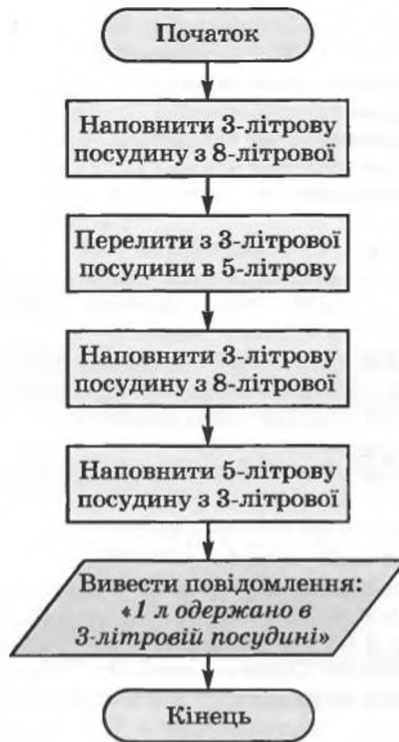 Початок
Наповнити 3-літрову
посудину з 8-літрової
Перелити з 3-літрової
посудини в 5-літрову
Наповнити 3-літрову
посудину з 8-літрової
Наповнити 5-літрову
посудину з 3-літрової
Вивести повідомлення:
«1 л одержано в
3-літровій посудині»
Кінець